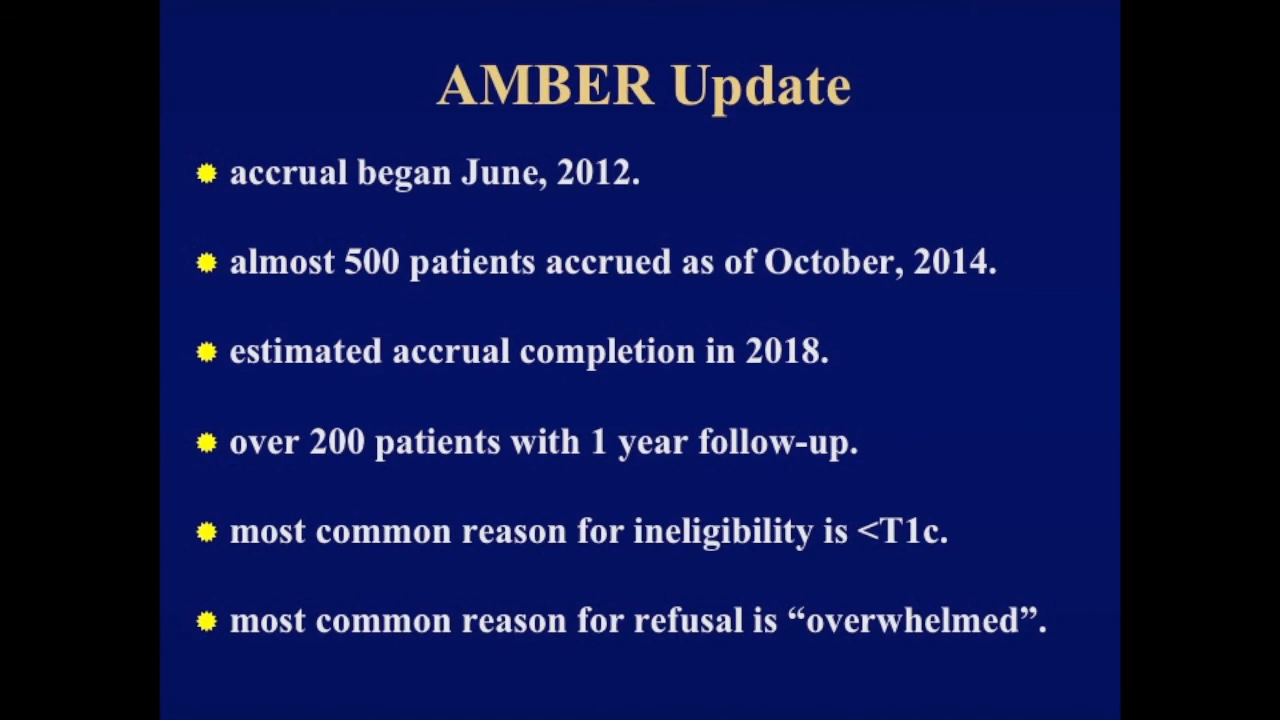 AMBER Update
accrual began June, 2012.
almost 500 patients accrued as of October, 2014.
estimated accrual completion in 2018.
over 200 patients with 1 year follow-up.
most common reason for ineligibility is <T1c.
most common reason for refusal is “overwhelmed”.